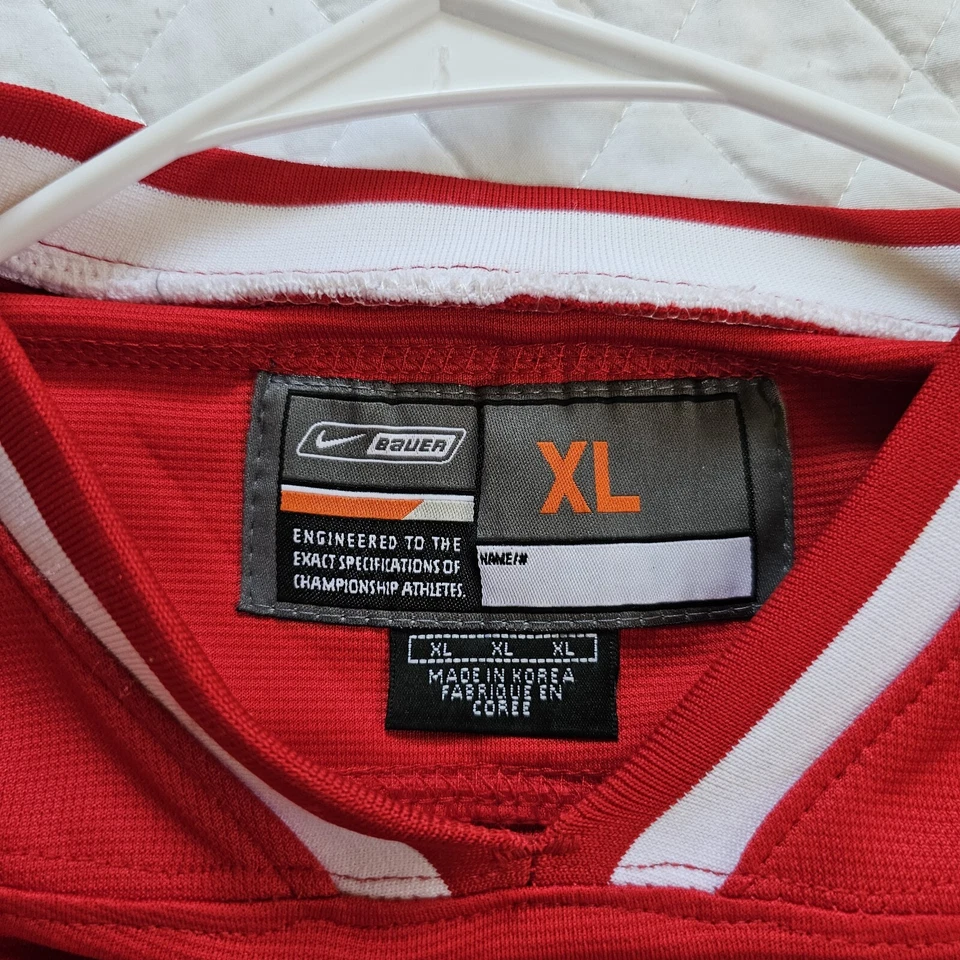 BAUER
XL
ENGINEERED TO THE
EXACT SPECIFICATIONS OF
CHAMPIONSHIP ATHLETES.
NAME/#
XL XL XL
MADE IN KOREA
FABRIQUE EN
COREE